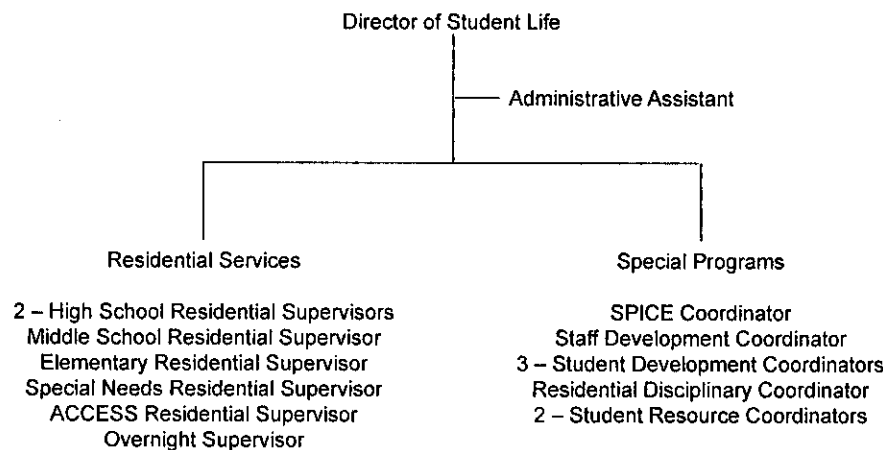 Director of Student Life
Administrative Assistant
Residential Services
2 – High School Residential Supervisors
Middle School Residential Supervisor
Elementary Residential Supervisor
Special Needs Residential Supervisor
ACCESS Residential Supervisor
Overnight Supervisor
Special Programs
SPICE Coordinator
Staff Development Coordinator
3 – Student Development Coordinators
Residential Disciplinary Coordinator
2 – Student Resource Coordinators